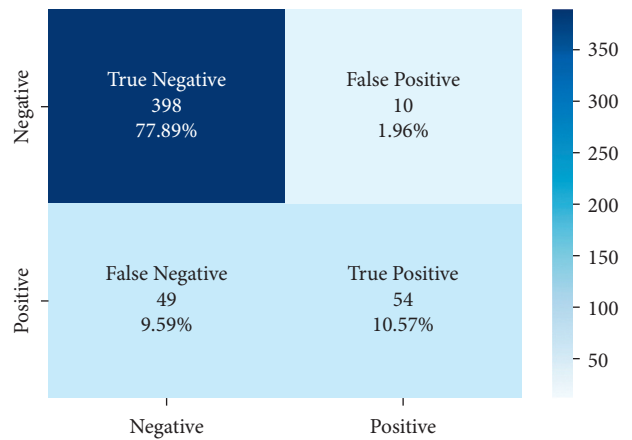 Negative
True Negative
398
77.89%
False Positive
10
1.96%
Positive
False Negative
49
9.59%
True Positive
54
10.57%
Negative
Positive
350
300
250
200
150
100
50